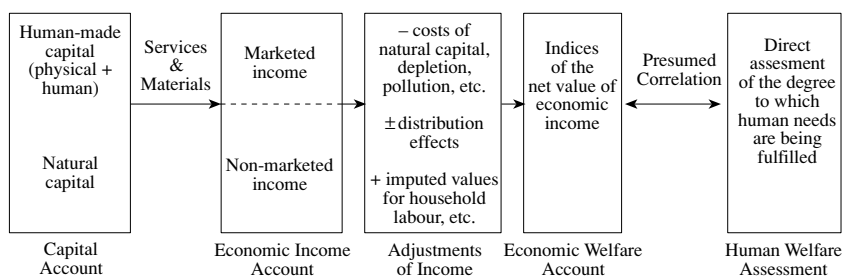 Human-made
capital
(physical +
human)
Natural
capital
Capital
Account
Services
&
Materials
Marketed
income
Non-marketed
income
Economic Income
Account
– costs of
natural capital,
depletion,
pollution, etc.
± distribution
effects
+ imputed values
for household
labour, etc.
Adjustments
of Income
Indices
of the
net value of
economic
income
Economic Welfare
Account
Presumed
Correlation
Direct
assesment
of the degree
to which
human needs
are being
fulfilled
Human Welfare
Assessment